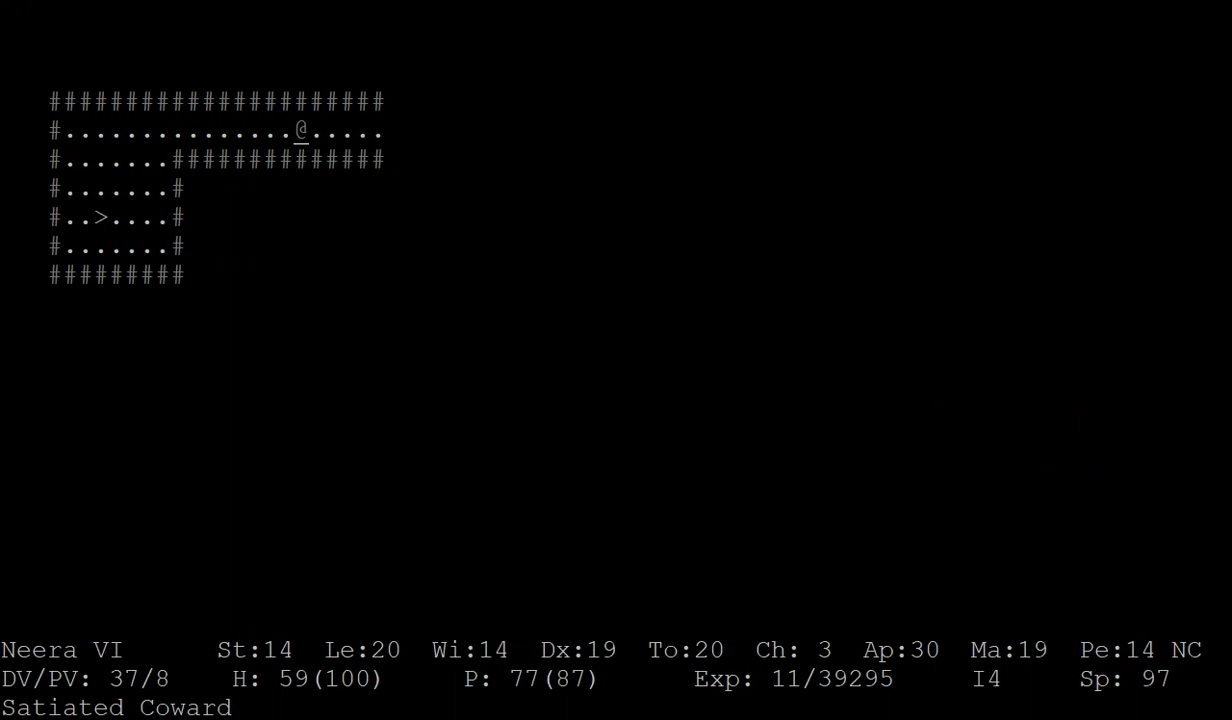 ######################
#...............@.....
#.......##############
#.......#
#..>....#
#.......#
#########
Neera VI St:14 Le:20 Wi:14 Dx:19 To:20 Ch: 3 Ap:30 Ma:19 Pe:14 NC
DV/PV: 37/8 H: 59(100) P: 77(87) Exp: 11/39295 I4 Sp: 97
Satiated Coward